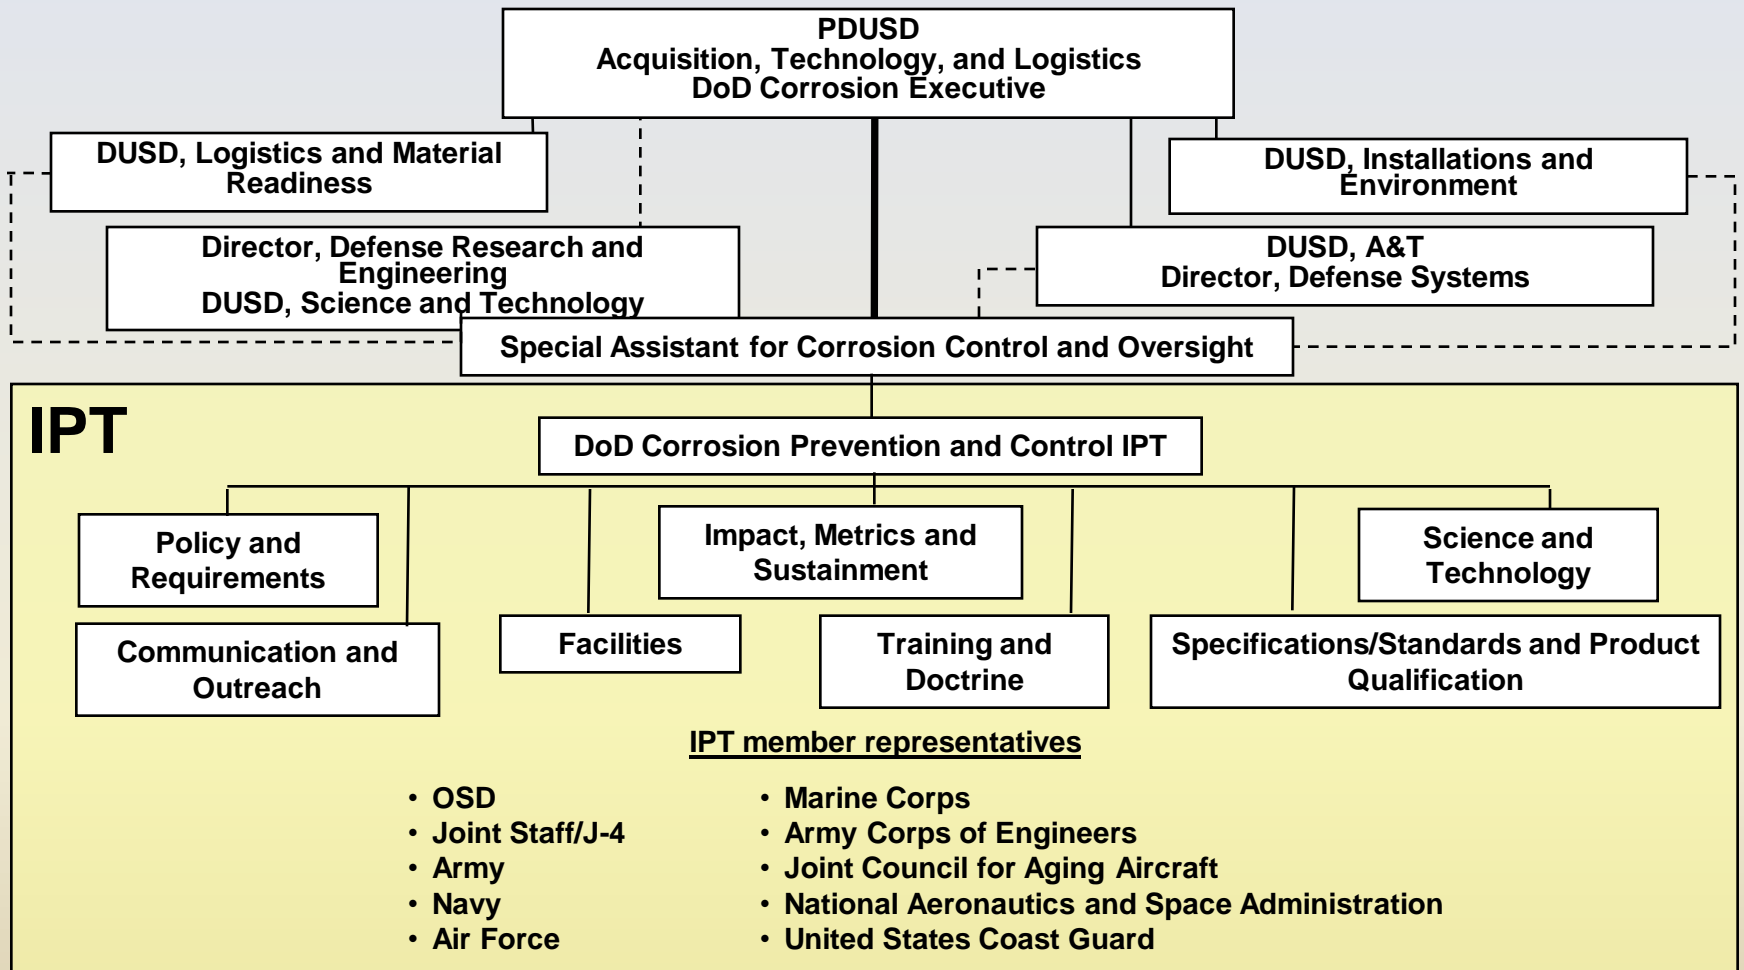 PDUSD
Acquisition, Technology, and Logistics
DoD Corrosion Executive
DUSD, Logistics and Material
Readiness
DUSD, Installations and
Environment
Director, Defense Research and
Engineering
DUSD, Science and Technology
DUSD, A&T
Director, Defense Systems
Special Assistant for Corrosion Control and Oversight
IPT
DoD Corrosion Prevention and Control IPT
Policy and
Requirements
Impact, Metrics and
Sustainment
Science and
Technology
Communication and
Outreach
Facilities
Training and
Doctrine
Specifications/Standards and Product
Qualification
IPT member representatives
• OSD
• Joint Staff/J-4
• Army
• Navy
• Air Force
• Marine Corps
• Army Corps of Engineers
• Joint Council for Aging Aircraft
• National Aeronautics and Space Administration
• United States Coast Guard